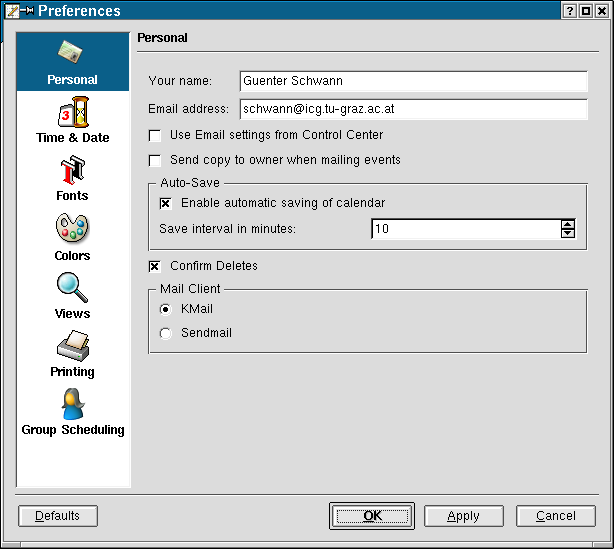 Preferences
Personal
Time & Date
Fonts
Colors
Views
Printing
Group Scheduling
Personal
Your name: Guenter Schwann
Email address: schwann@icg.tu-graz.ac.at
Use Email settings from Control Center
Send copy to owner when mailing events
Auto-Save
Enable automatic saving of calendar
Save interval in minutes: 10
Confirm Deletes
Mail Client
KMail
Sendmail
Defaults OK Apply Cancel